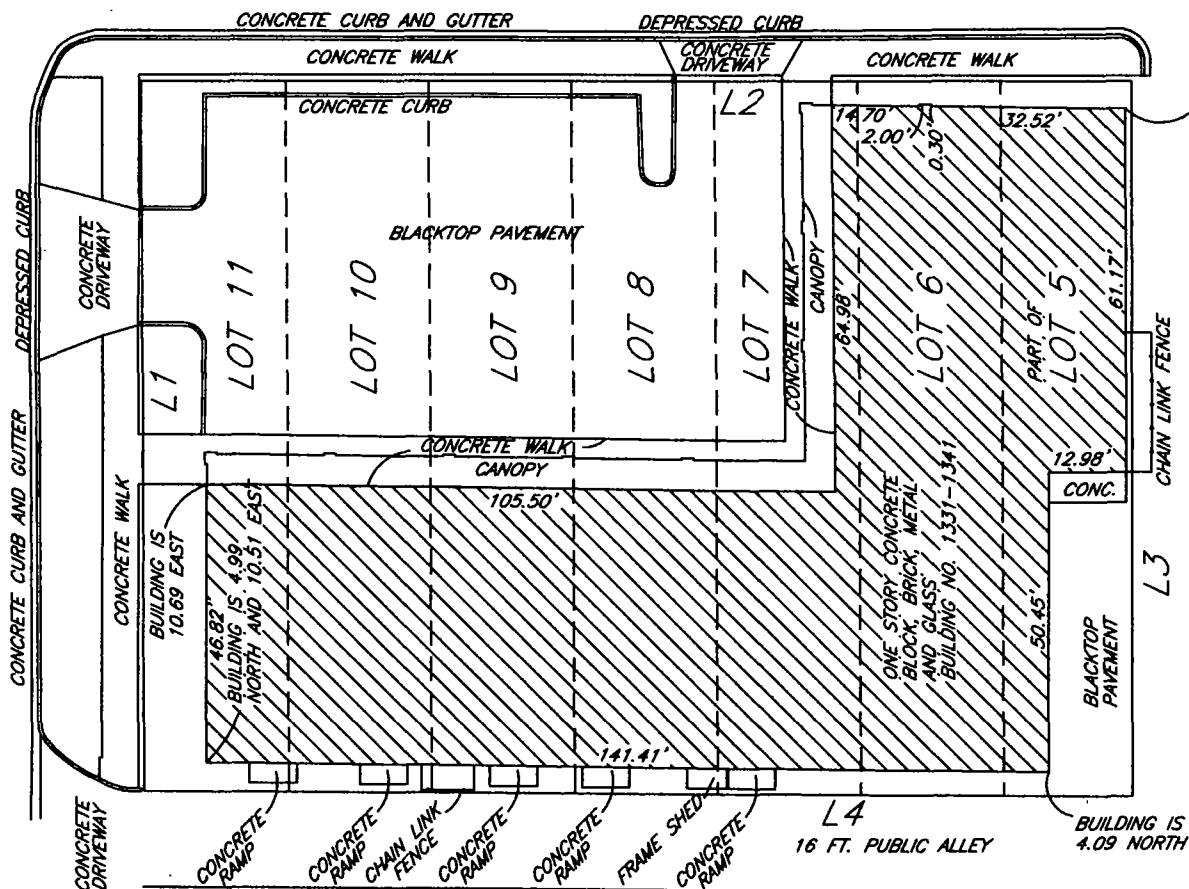 CONCRETE CURB AND GUTTER
DEPRESSED CURB
CONCRETE WALK
CONCRETE
DRIVEWAY
CONCRETE WALK
CONCRETE CURB
L2
14.70'
2.00'
0.30'
32.52'
DEPRESSED CURB
CONCRETE
DRIVEWAY
BLACKTOP PAVEMENT
LOT 11
LOT 10
LOT 9
LOT 8
LOT 7
CONCRETE WALK
CANOPY
64.98"
LOT 6
PART OF
LOT 5
61.17'
CHAIN LINK FENCE
L1
CONCRETE WALK
CANOPY
105.50'
12.98'
CONC.
CONCRETE CURB AND GUTTER
CONCRETE WALK
BUILDING IS
10.69 EAST
46.82"
BUILDING IS 4.99
NORTH AND 10.51 EAST
ONE STORY CONCRETE
BLOCK, BRICK, METAL
AND GLASS
BUILDING NO. 1331-1341
50.45'
BLACKTOP
PAVEMENT
L3
141.41'
CONCRETE
DRIVEWAY
CONCRETE
RAMP
CONCRETE
RAMP
CHAIN LINK
FENCE
CONCRETE
RAMP
CONCRETE
RAMP
FRAME SHED
CONCRETE
RAMP
L4
16 FT. PUBLIC ALLEY
BUILDING IS
4.09 NORTH